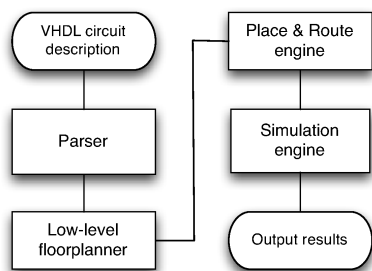 VHDL circuit
description
Parser
Low-level
floorplanner
Place & Route
engine
Simulation
engine
Output results